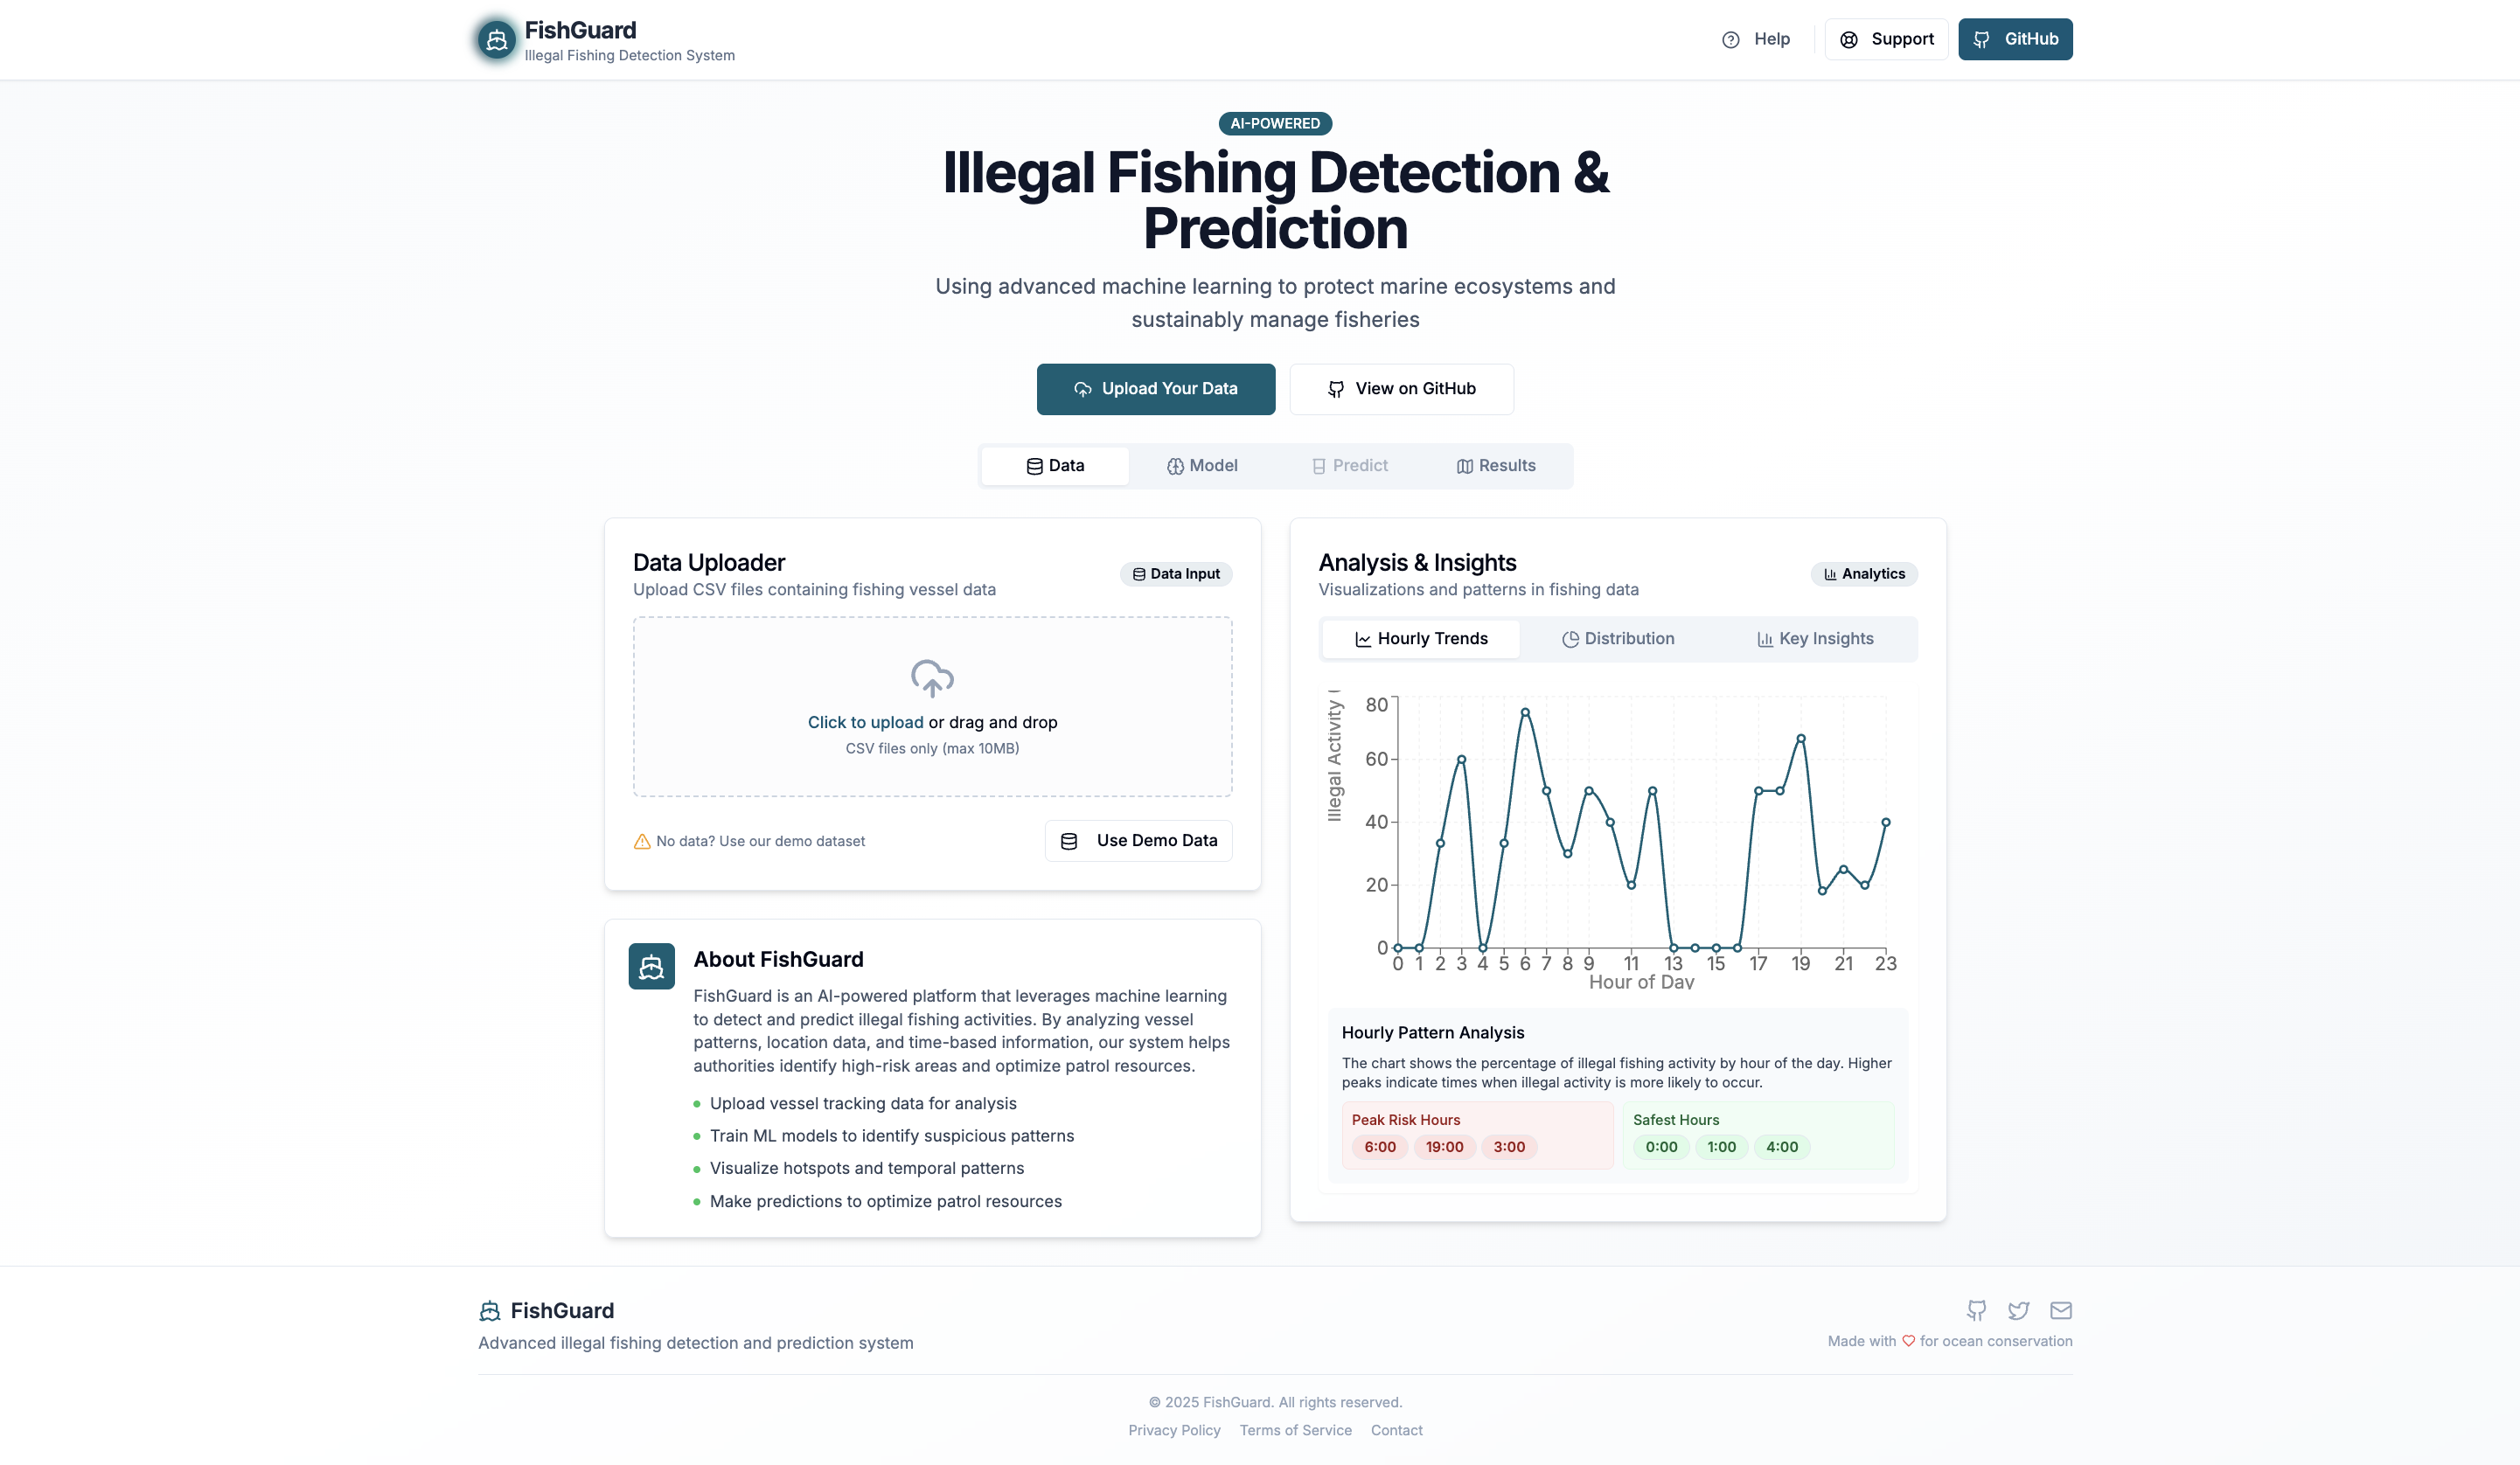 FishGuard
Illegal Fishing Detection System
Help
Support
GitHub
AI-POWERED
Illegal Fishing Detection &
Prediction
Using advanced machine learning to protect marine ecosystems and
sustainably manage fisheries
Upload Your Data
View on GitHub
Data
Model
Predict
Results
Data Uploader
Upload CSV files containing fishing vessel data
Data Input
Click to upload or drag and drop
CSV files only (max 10MB)
No data? Use our demo dataset
Use Demo Data
About FishGuard
FishGuard is an AI-powered platform that leverages machine learning
to detect and predict illegal fishing activities. By analyzing vessel
patterns, location data, and time-based information, our system helps
authorities identify high-risk areas and optimize patrol resources.
Upload vessel tracking data for analysis
Train ML models to identify suspicious patterns
Visualize hotspots and temporal patterns
Make predictions to optimize patrol resources
Analysis & Insights
Visualizations and patterns in fishing data
Analytics
Hourly Trends
Distribution
Key Insights
Illegal Activity (
80
60
40
20
0
0 1 2 3 4 5 6 7 8 9 11 13 15 17 19 21 23
Hour of Day
Hourly Pattern Analysis
The chart shows the percentage of illegal fishing activity by hour of the day. Higher
peaks indicate times when illegal activity is more likely to occur.
Peak Risk Hours
6:00 19:00 3:00
Safest Hours
0:00 1:00 4:00
FishGuard
Advanced illegal fishing detection and prediction system
Made with for ocean conservation
© 2025 FishGuard. All rights reserved.
Privacy Policy Terms of Service Contact